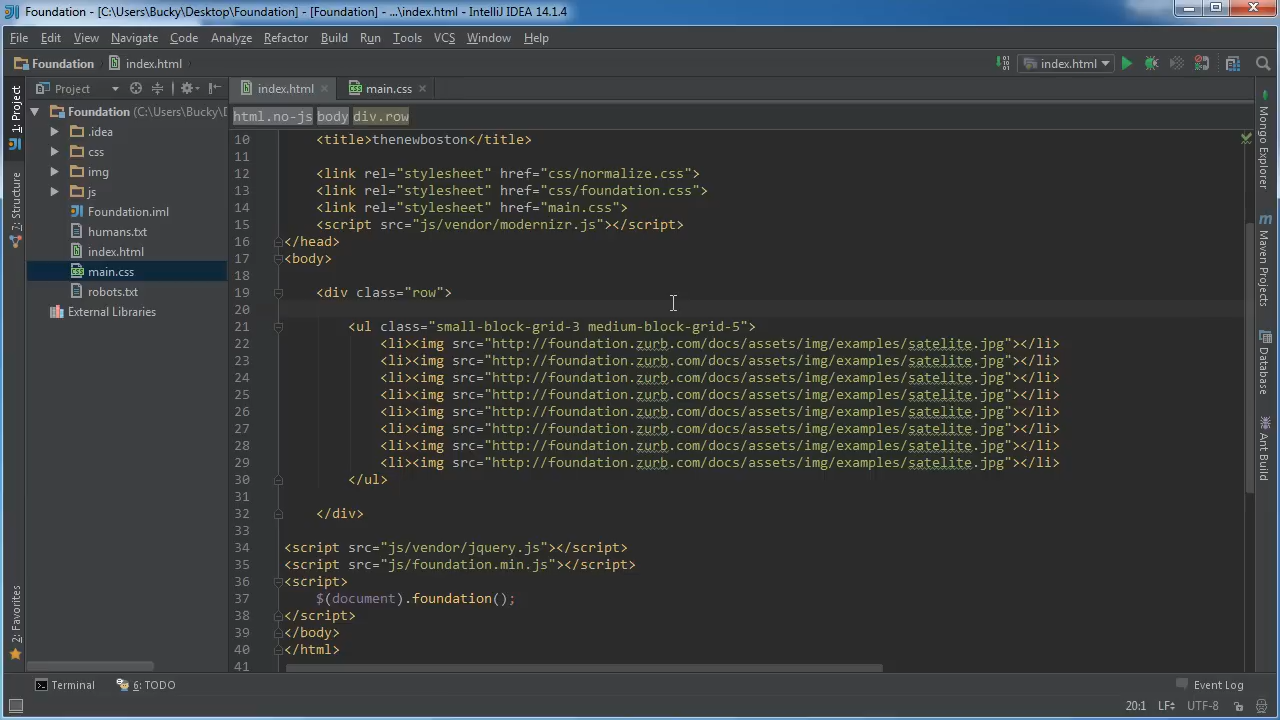 Foundation - [C:\Users\Bucky\Desktop\Foundation] - [Foundation] - ...\index.html - IntelliJ IDEA 14.1.4
File Edit View Navigate Code Analyze Refactor Build Run Tools VCS Window Help
Foundation index.html index.html
Project index.html main.css
Foundation (C:\Users\Bucky\D html.no-js body div.row
.idea
css
img
js
Foundation.iml
humans.txt
index.html
main.css
robots.txt
External Libraries
10 <title>thenewboston</title>
11
12 <link rel="stylesheet" href="css/normalize.css">
13 <link rel="stylesheet" href="css/foundation.css">
14 <link rel="stylesheet" href="main.css">
15 <script src="js/vendor/modernizr.js"></script>
16 </head>
17 <body>
18
19 <div class="row">
20
21 <ul class="small-block-grid-3 medium-block-grid-5">
22 <li><img src="http://foundation.zurb.com/docs/assets/img/examples/satelite.jpg"></li>
23 <li><img src="http://foundation.zurb.com/docs/assets/img/examples/satelite.jpg"></li>
24 <li><img src="http://foundation.zurb.com/docs/assets/img/examples/satelite.jpg"></li>
25 <li><img src="http://foundation.zurb.com/docs/assets/img/examples/satelite.jpg"></li>
26 <li><img src="http://foundation.zurb.com/docs/assets/img/examples/satelite.jpg"></li>
27 <li><img src="http://foundation.zurb.com/docs/assets/img/examples/satelite.jpg"></li>
28 <li><img src="http://foundation.zurb.com/docs/assets/img/examples/satelite.jpg"></li>
29 <li><img src="http://foundation.zurb.com/docs/assets/img/examples/satelite.jpg"></li>
30 </ul>
31
32 </div>
33
34 <script src="js/vendor/jquery.js"></script>
35 <script src="js/foundation.min.js"></script>
36 <script>
37 $(document).foundation();
38 </script>
39 </body>
40 </html>
41
1: Project
7: Structure
2: Favorites
Mongo Explorer
Maven Projects
Database
Ant Build
Terminal 6: TODO Event Log
20:1 LF UTF-8